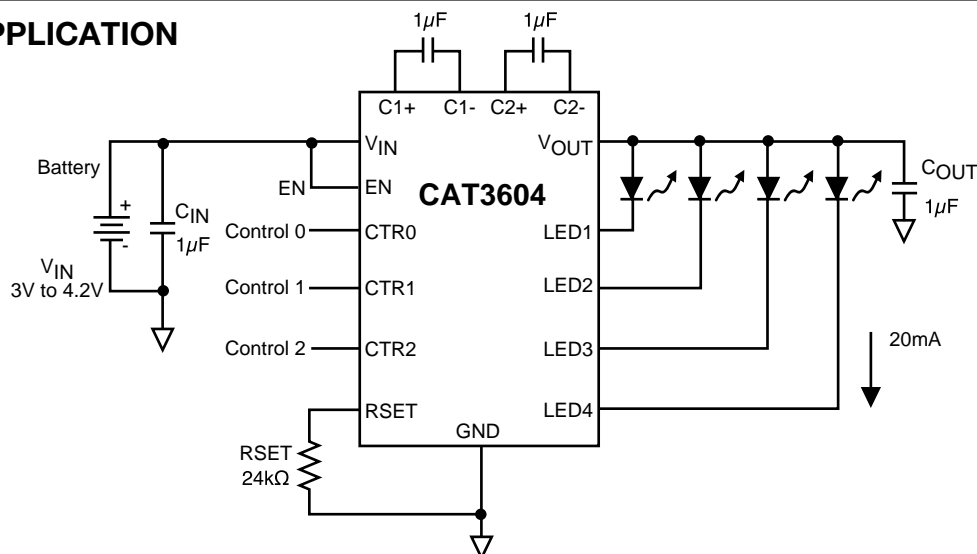 PPLICATION
1µF
1µF
C1+
C1-
C2+
C2-
VIN
VOUT
Battery
EN
EN
CAT3604
COUT
1µF
+
-
CIN
1µF
VIN
3V to 4.2V
Control 0
CTR0
LED1
Control 1
CTR1
LED2
Control 2
CTR2
LED3
20mA
RSET
LED4
GND
RSET
24kΩ